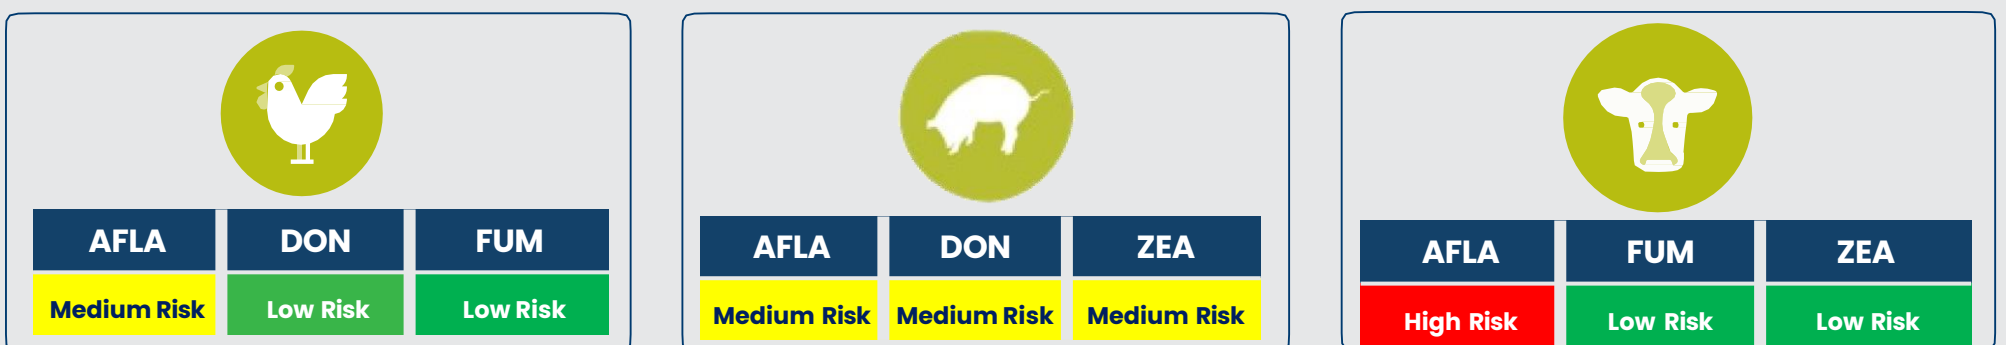 AFLA DON FUM
Medium Risk Low Risk Low Risk
AFLA DON ZEA
Medium Risk Medium Risk Medium Risk
AFLA FUM ZEA
High Risk Low Risk Low Risk